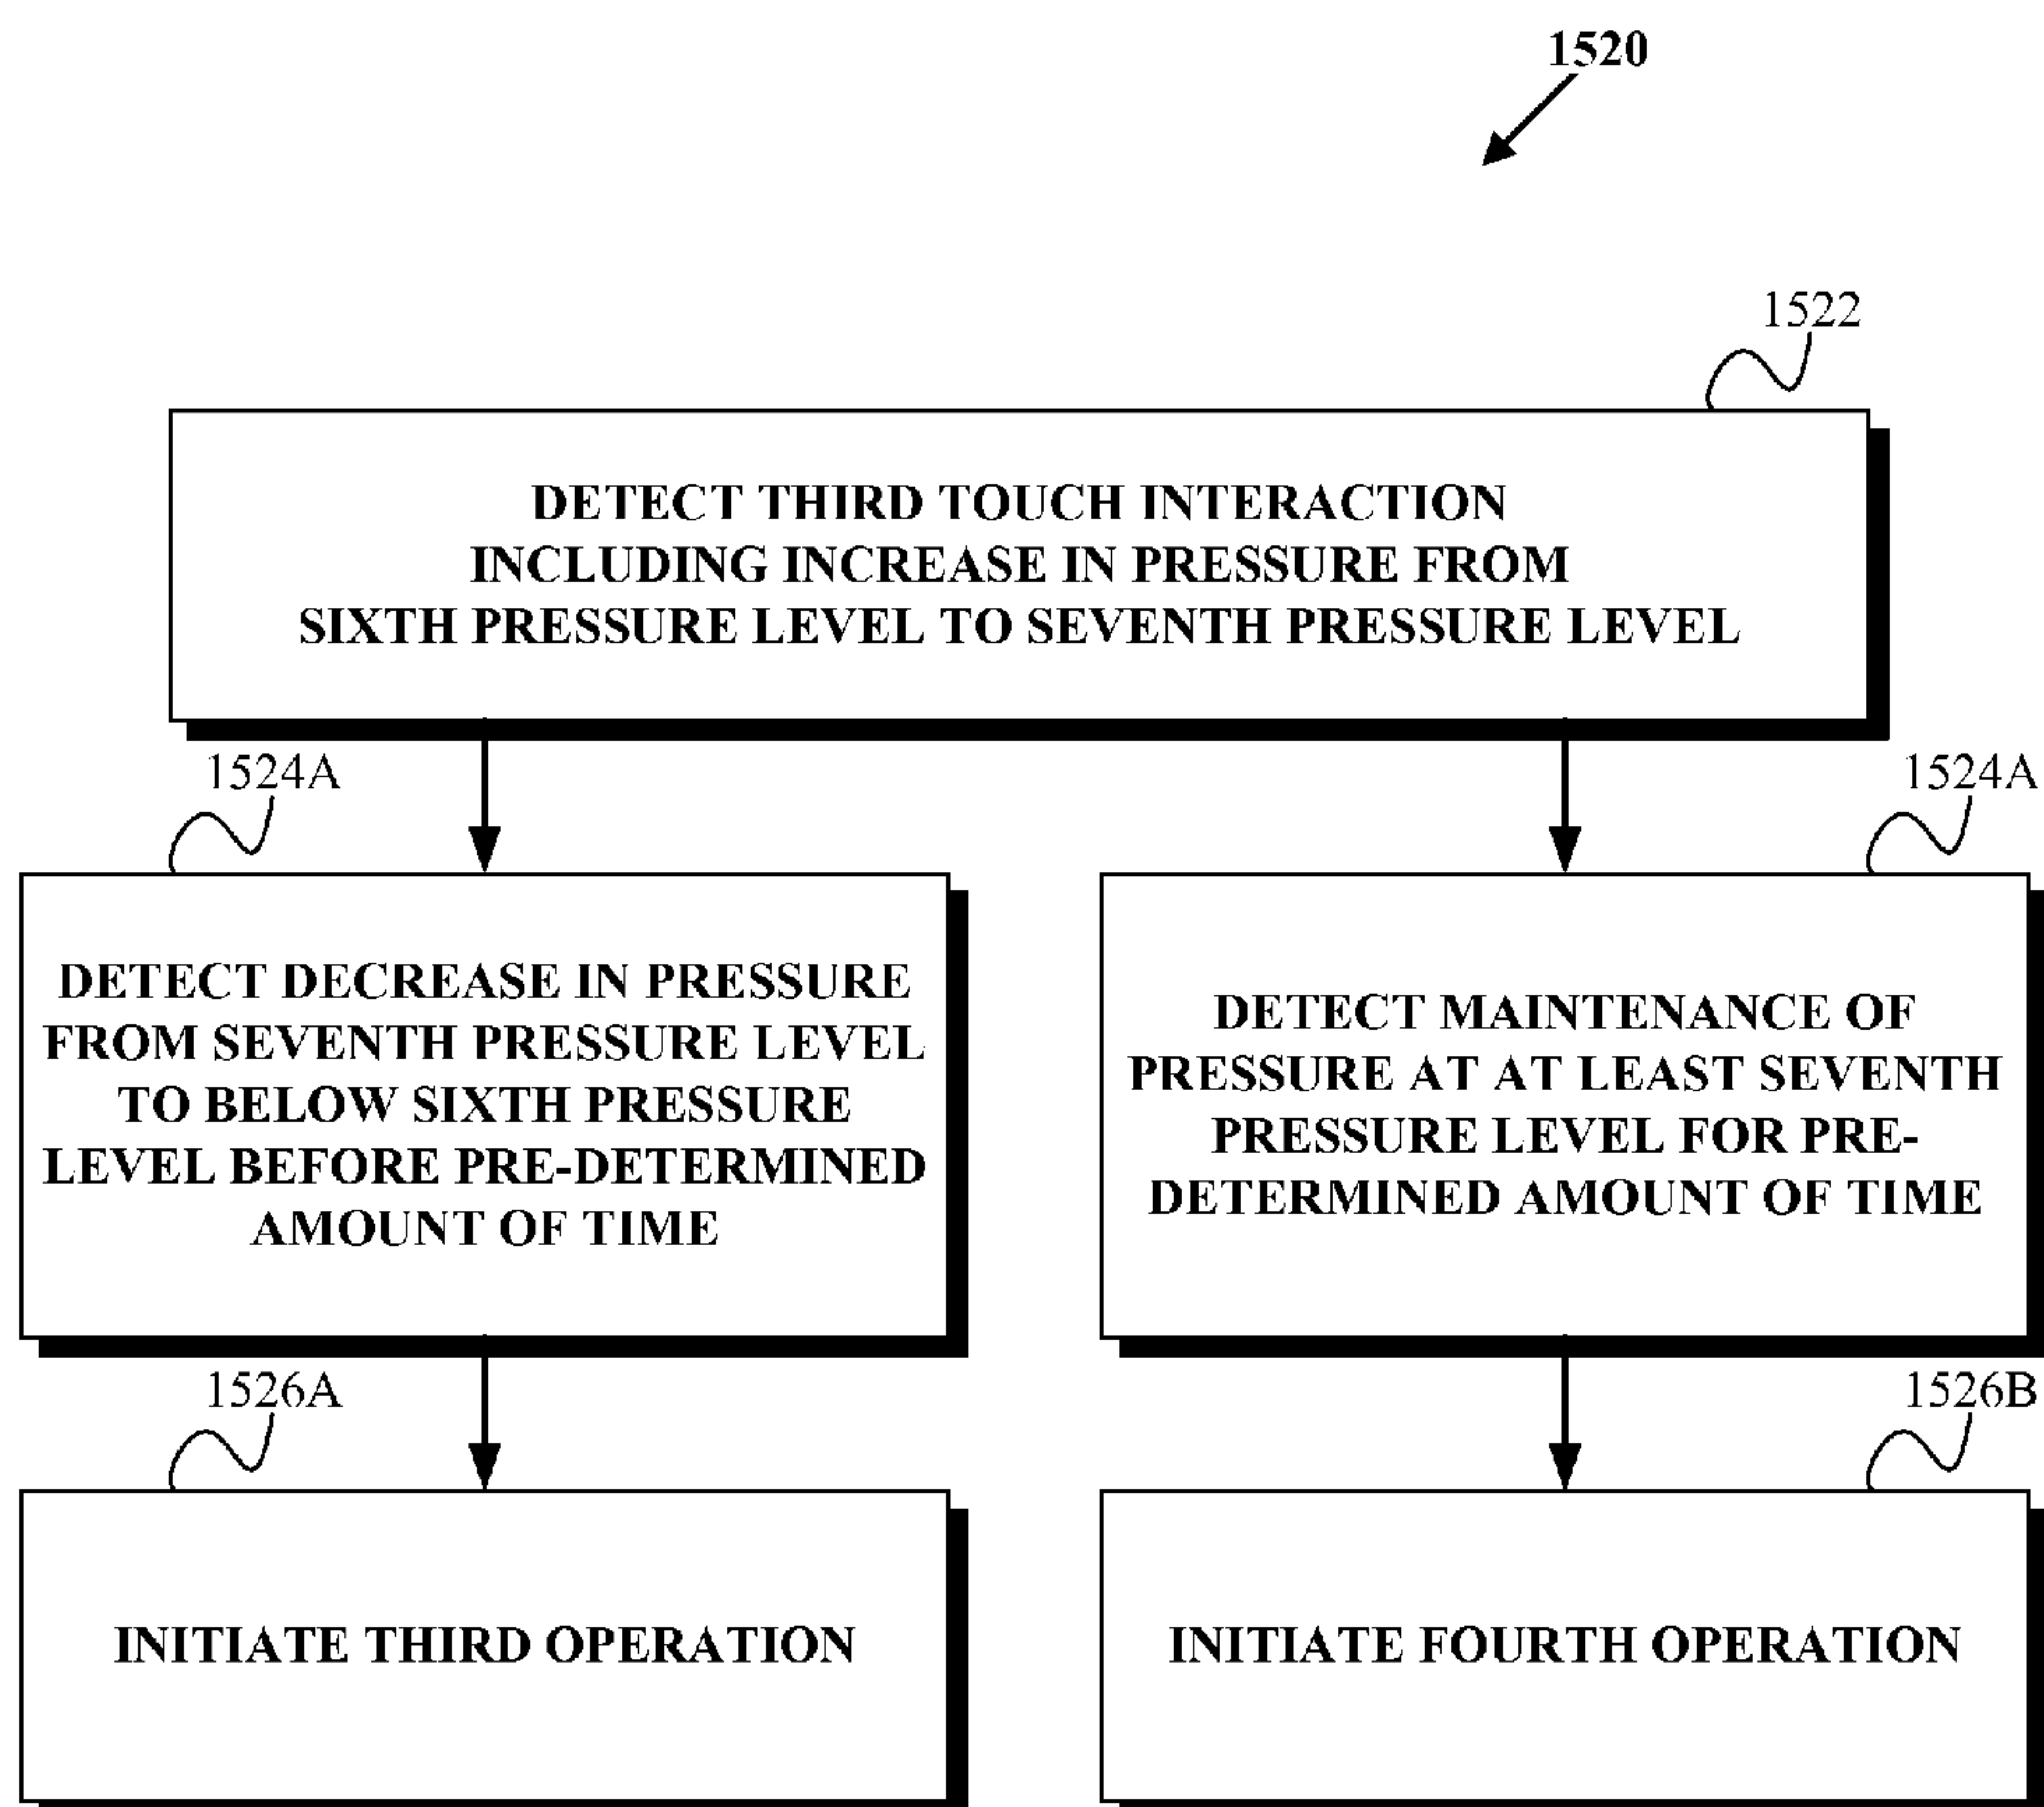 1520
1522
DETECT THIRD TOUCH INTERACTION
INCLUDING INCREASE IN PRESSURE FROM
SIXTH PRESSURE LEVEL TO SEVENTH PRESSURE LEVEL
1524A
DETECT DECREASE IN PRESSURE
FROM SEVENTH PRESSURE LEVEL
TO BELOW SIXTH PRESSURE
LEVEL BEFORE PRE-DETERMINED
AMOUNT OF TIME
1524A
DETECT MAINTENANCE OF
PRESSURE AT AT LEAST SEVENTH
PRESSURE LEVEL FOR PRE-
DETERMINED AMOUNT OF TIME
1526A
INITIATE THIRD OPERATION
1526B
INITIATE FOURTH OPERATION